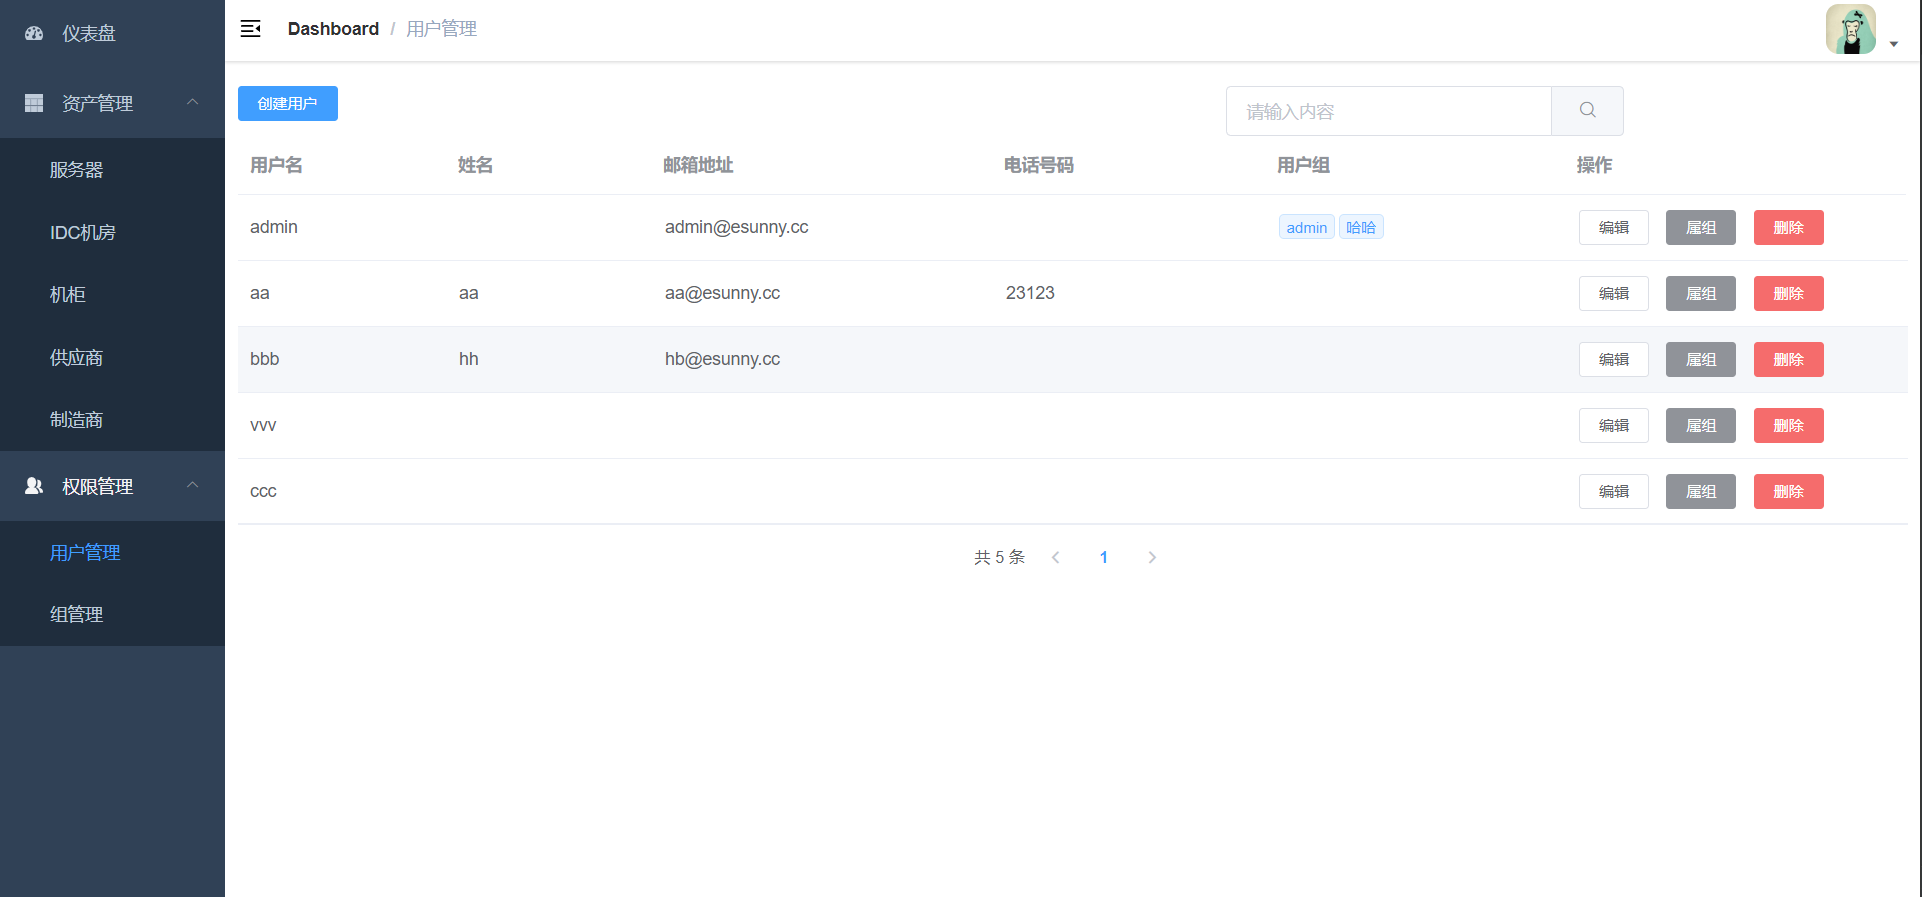 仪表盘
资产管理
服务器
IDC机房
机柜
供应商
制造商
权限管理
用户管理
组管理
Dashboard / 用户管理
创建用户
请输入内容
用户名 姓名 邮箱地址 电话号码 用户组 操作
admin admin@esunny.cc admin 哈哈 编辑 属组 删除
aa aa aa@esunny.cc 23123 编辑 属组 删除
bbb hh hb@esunny.cc 编辑 属组 删除
vvv 编辑 属组 删除
ccc 编辑 属组 删除
共 5 条 1